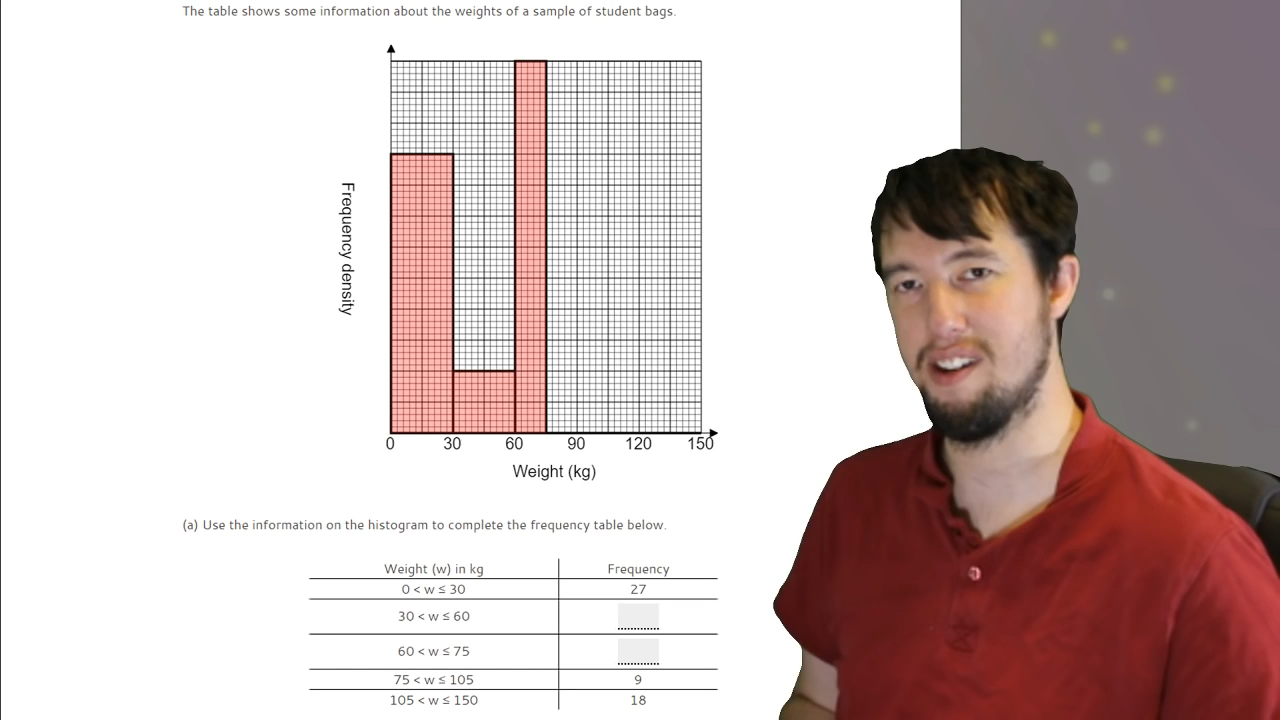 The table shows some information about the weights of a sample of student bags.
Frequency density
0 30 60 90 120 150
Weight (kg)
(a) Use the information on the histogram to complete the frequency table below.
Weight (w) in kg Frequency
0 < w ≤ 30 27
30 < w ≤ 60 ............
60 < w ≤ 75 ............
75 < w ≤ 105 9
105 < w ≤ 150 18